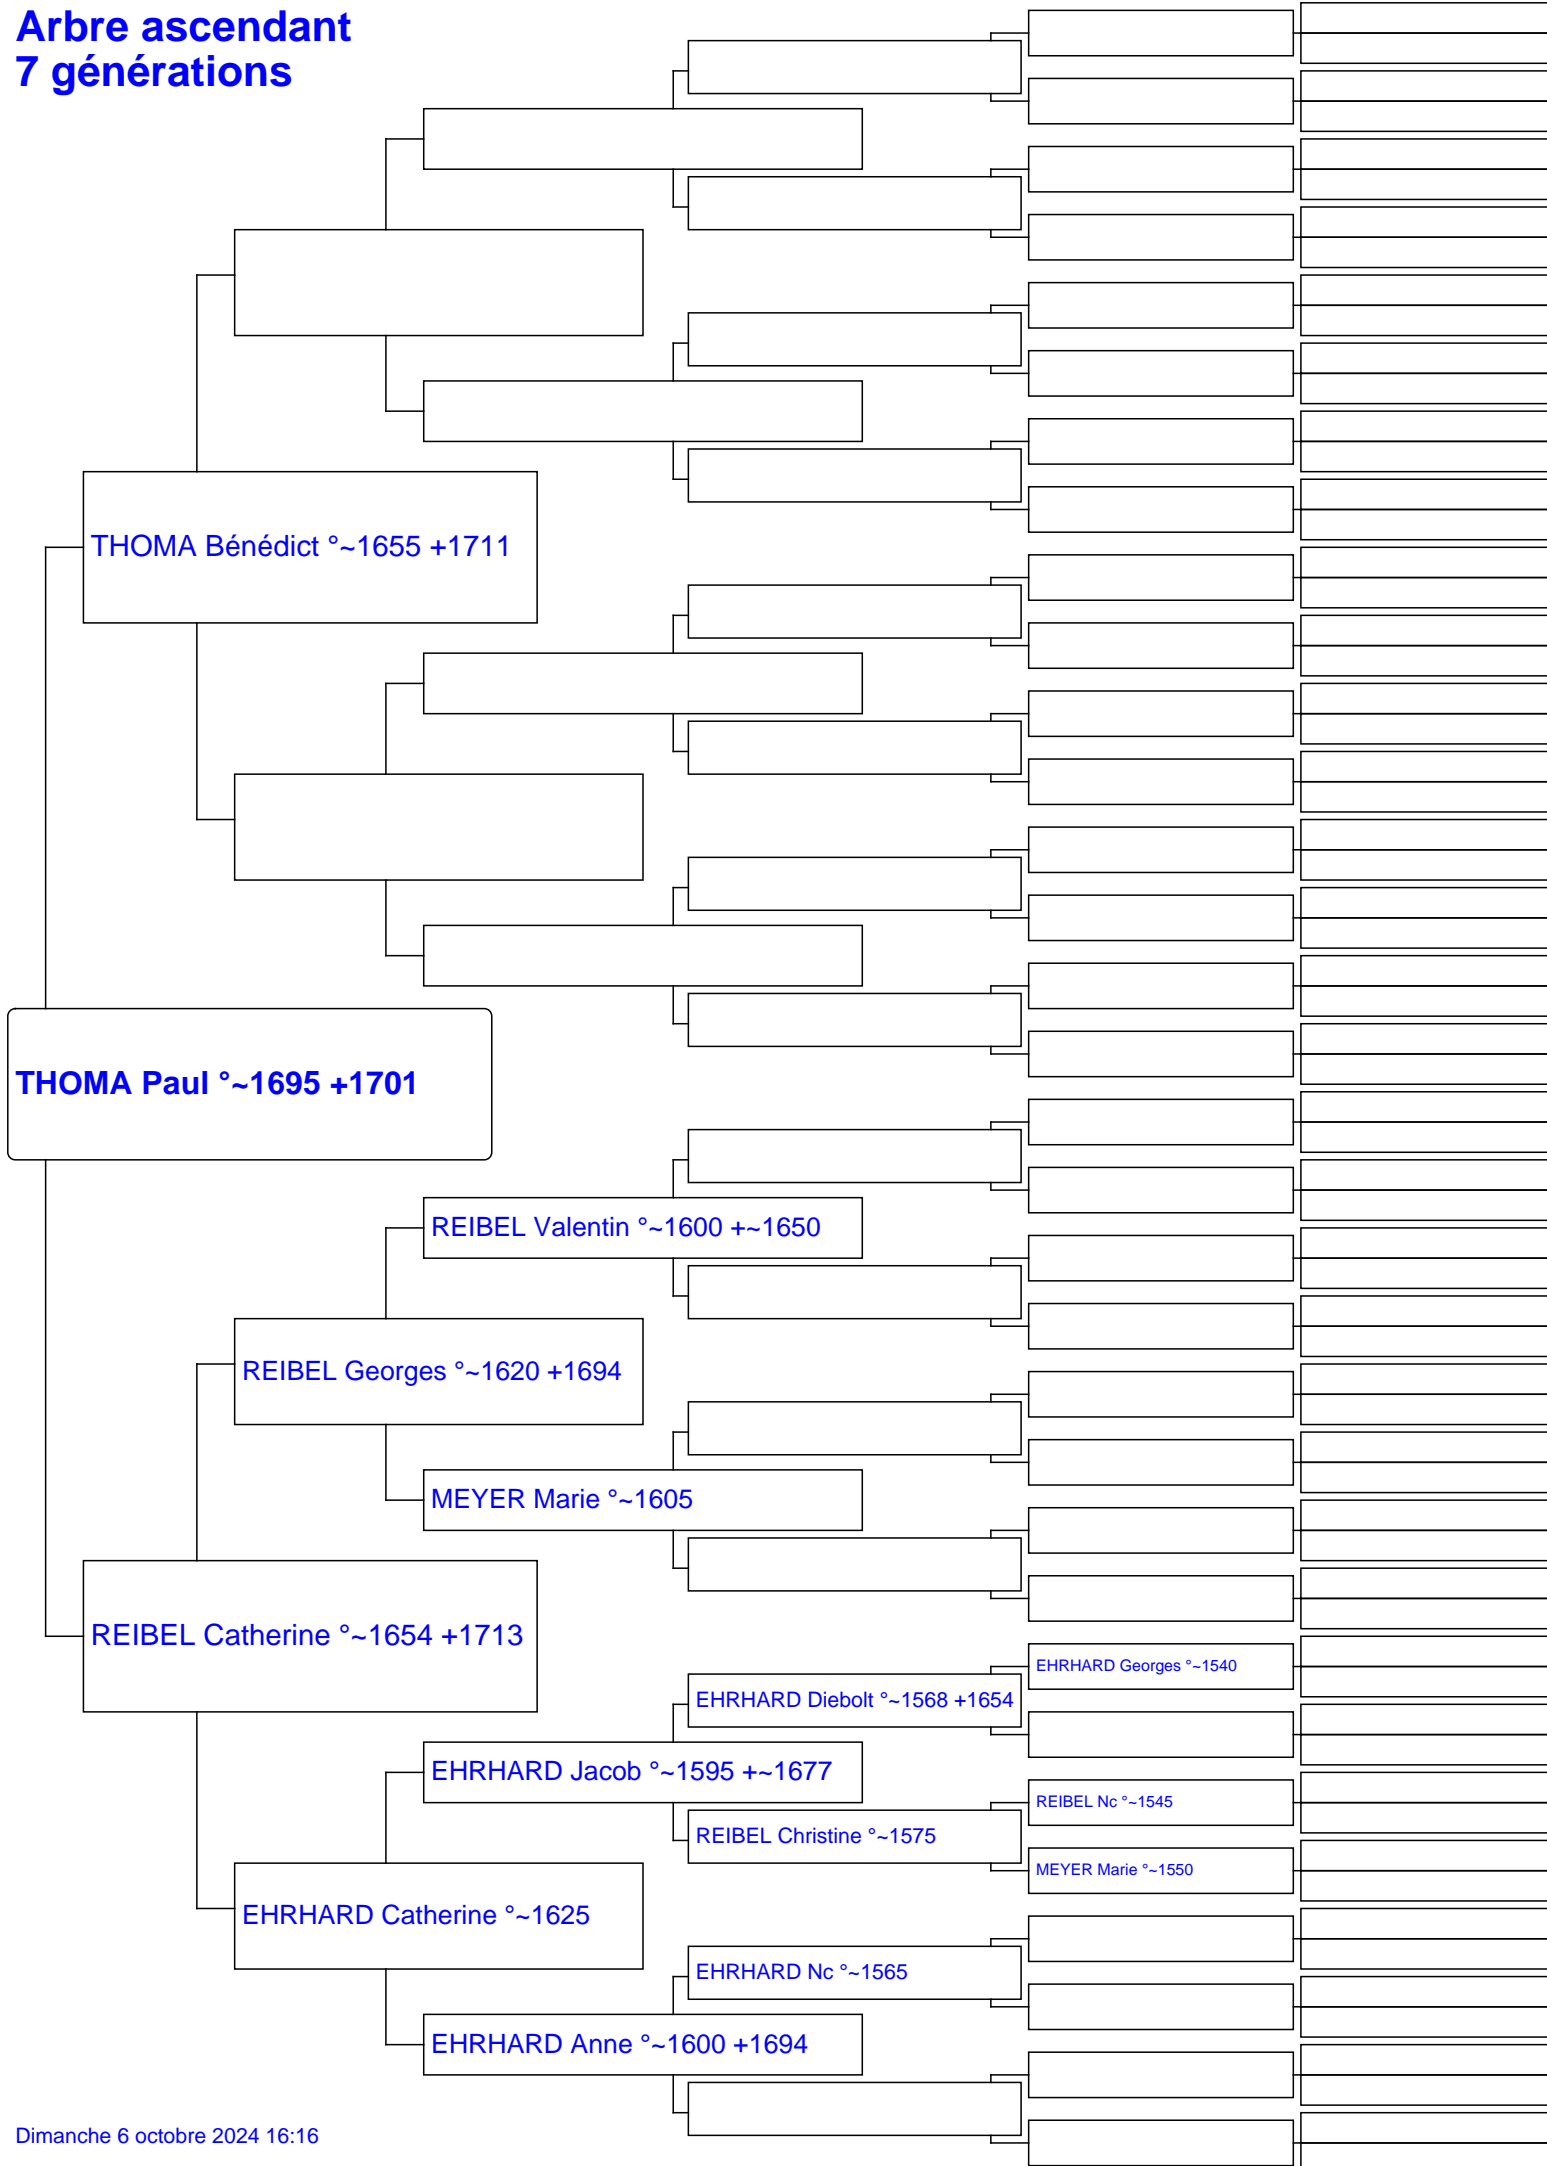 Arbre ascendant
7 générations
THOMA Bénédict °~1655 +1711
THOMA Paul °~1695 +1701
REIBEL Valentin °~1600 +~1650
REIBEL Georges °~1620 +1694
MEYER Marie °~1605
REIBEL Catherine °~1654 +1713
EHRHARD Georges °~1540
EHRHARD Diebolt °~1568 +1654
EHRHARD Jacob °~1595 +~1677
REIBEL Nc °~1545
REIBEL Christine °~1575
MEYER Marie °~1550
EHRHARD Catherine °~1625
EHRHARD Nc °~1565
EHRHARD Anne °~1600 +1694
Dimanche 6 octobre 2024 16:16